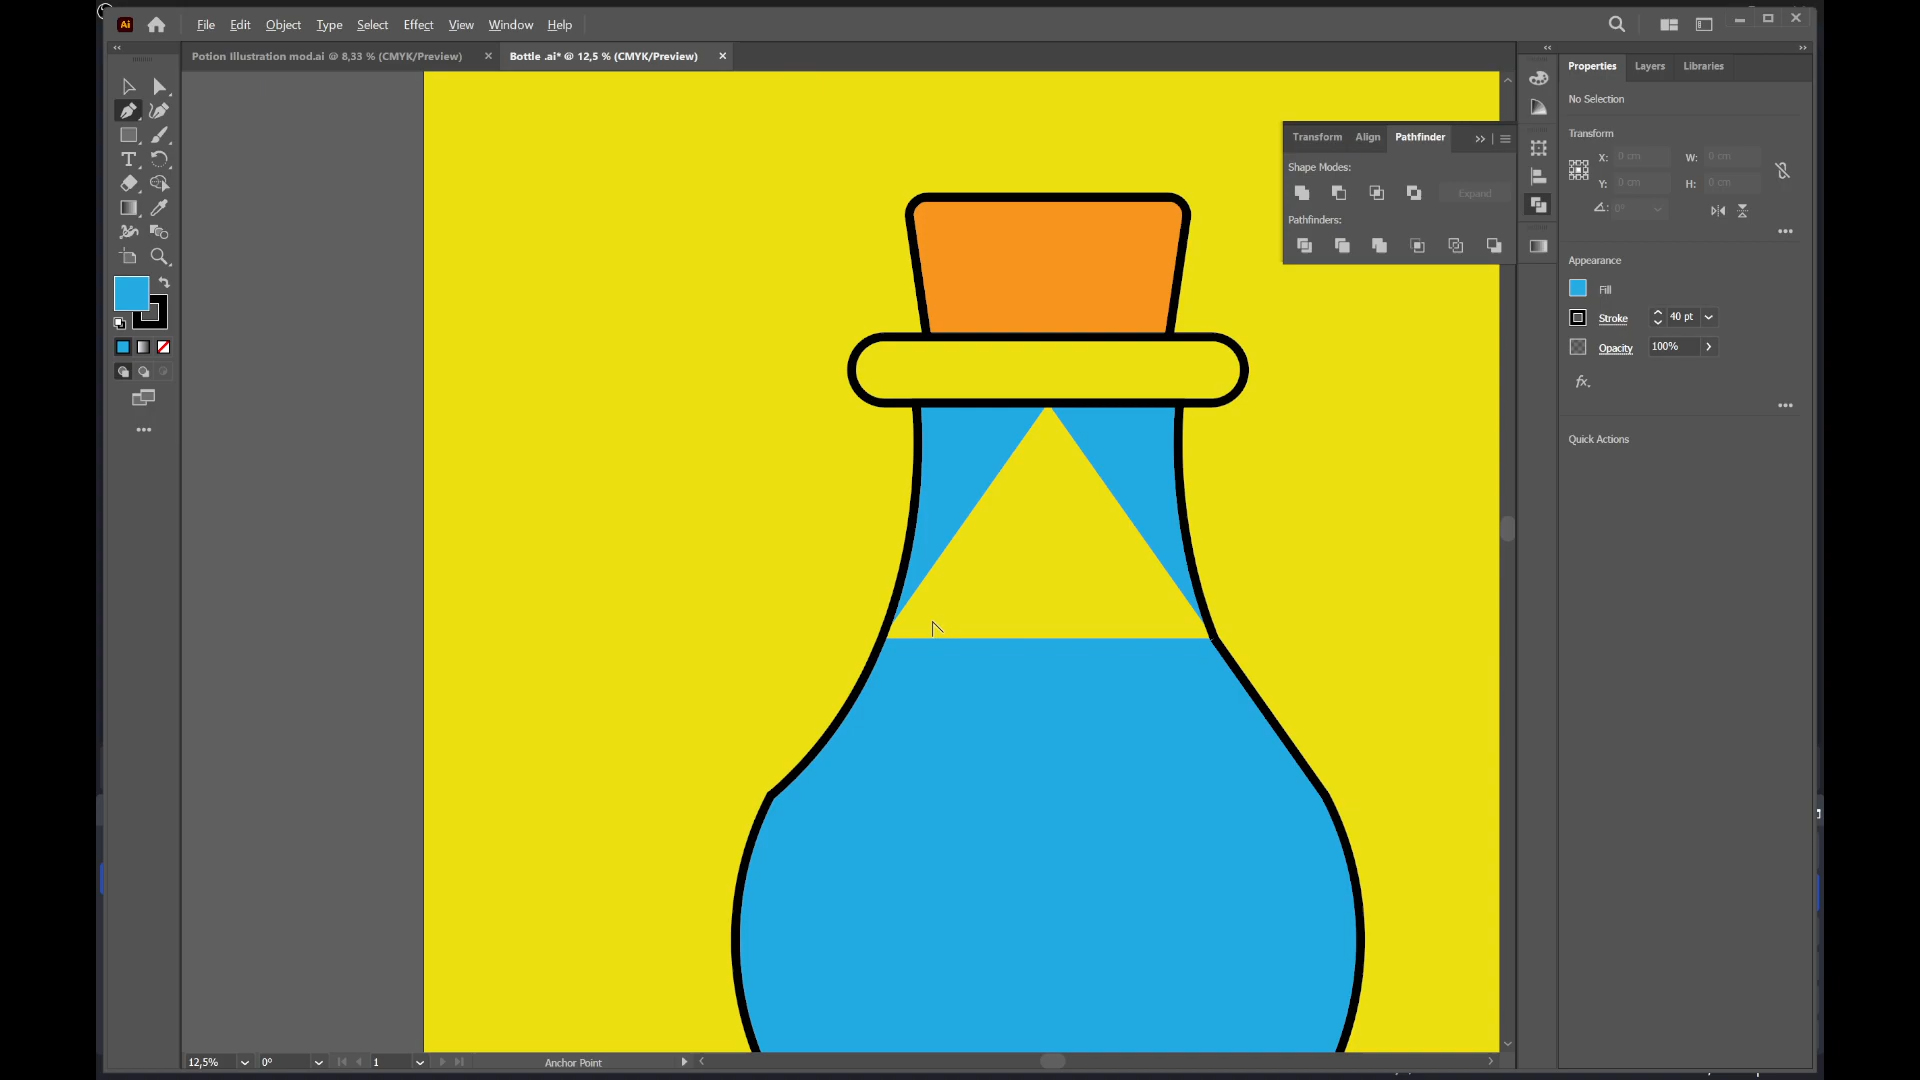 Ai
File Edit Object Type Select Effect View Window Help
Potion Illustration mod.ai @ 8,33 % (CMYK/Preview)
Bottle .ai* @ 12,5 % (CMYK/Preview)
Properties Layers Libraries
No Selection
Transform
X: 0 cm W: 0 cm
Y: 0 cm H: 0 cm
0°
Transform Align Pathfinder
Shape Modes:
Expand
Pathfinders:
Appearance
Fill
Stroke 40 pt
Opacity 100%
fx.
Quick Actions
12,5% 0° 1 Anchor Point